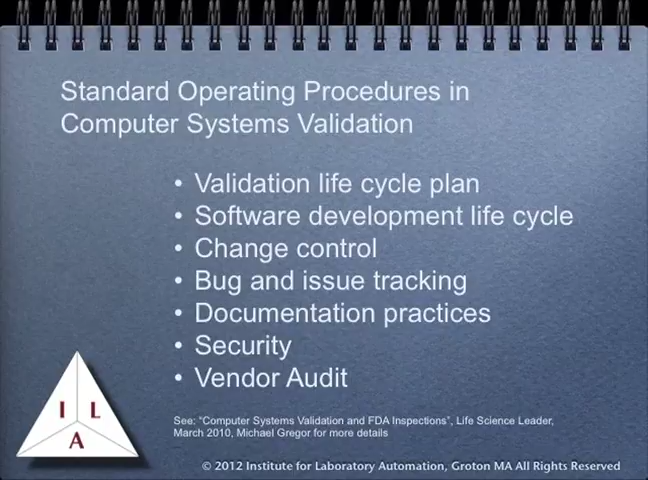 Standard Operating Procedures in
Computer Systems Validation
• Validation life cycle plan
• Software development life cycle
• Change control
• Bug and issue tracking
• Documentation practices
• Security
• Vendor Audit
See: “Computer Systems Validation and FDA Inspections”, Life Science Leader,
March 2010, Michael Gregor for more details
I L
A
© 2012 Institute for Laboratory Automation, Groton MA All Rights Reserved